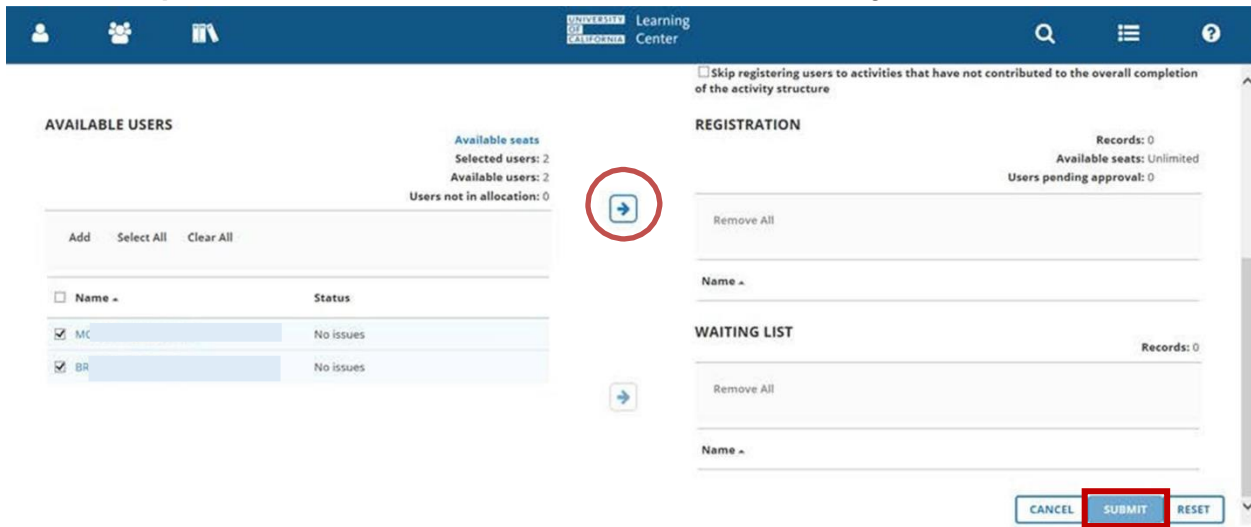 UNIVERSITY OF CALIFORNIA Learning Center
Skip registering users to activities that have not contributed to the overall completion
of the activity structure
AVAILABLE USERS
Available seats
Selected users: 2
Available users: 2
Users not in allocation: 0
Add Select All Clear All
Name Status
MC No issues
BR No issues
REGISTRATION
Records: 0
Available seats: Unlimited
Users pending approval: 0
Remove All
Name
WAITING LIST
Records: 0
Remove All
Name
CANCEL SUBMIT RESET